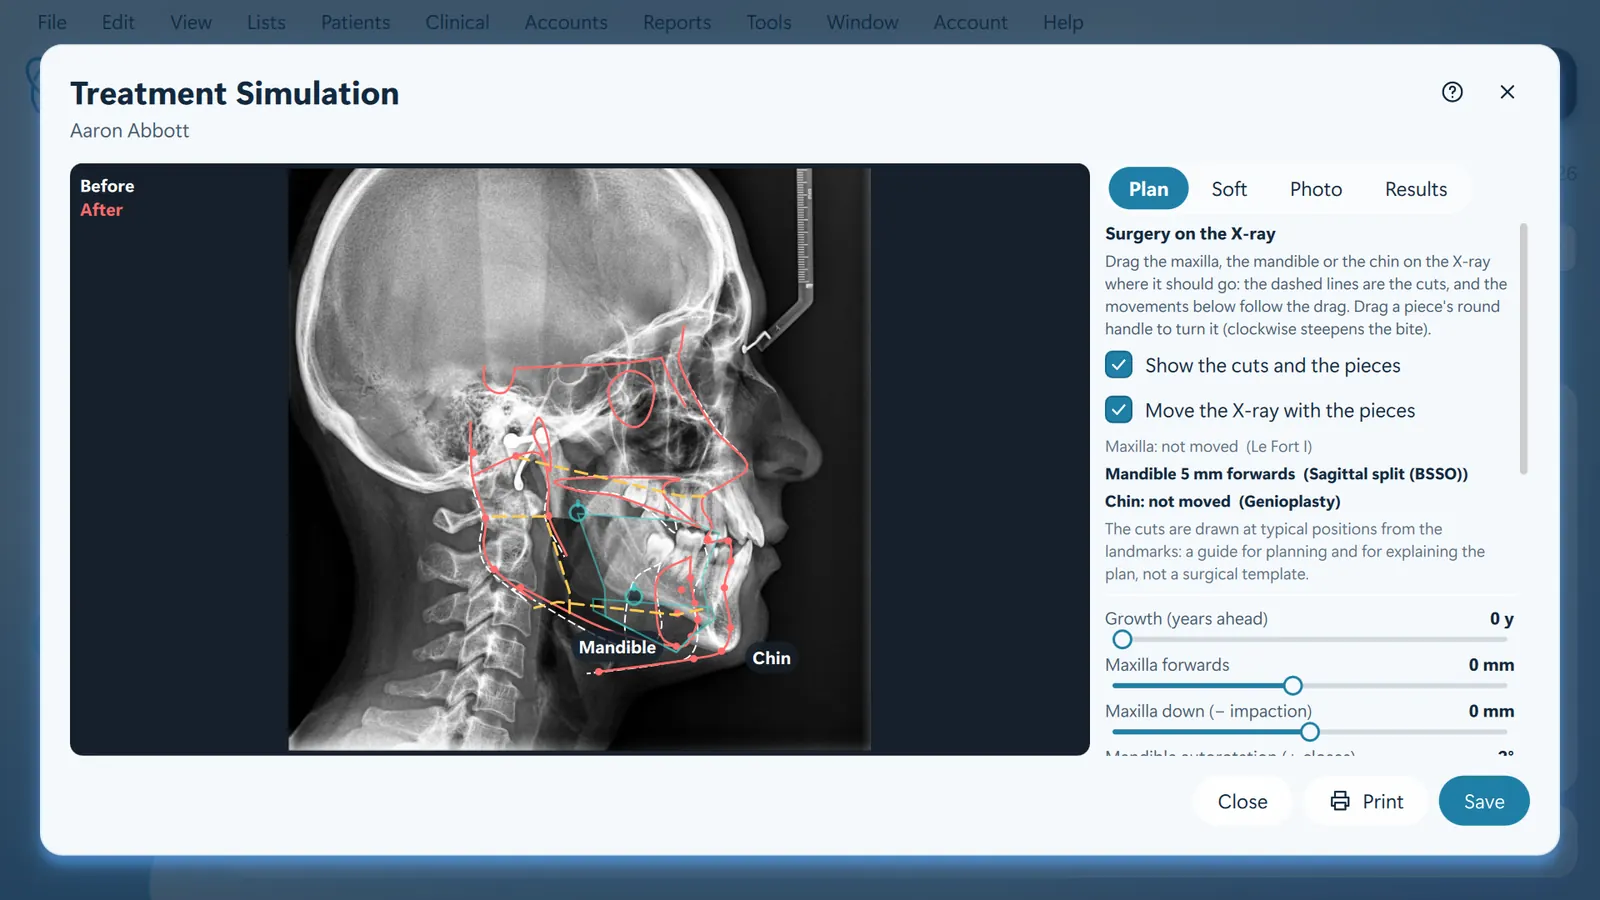 File Edit View Lists Patients Clinical Accounts Reports Tools Window Account Help
Treatment Simulation
Aaron Abbott
Before
After
Mandible
Chin
Plan Soft Photo Results
Surgery on the X-ray
Drag the maxilla, the mandible or the chin on the X-ray
where it should go: the dashed lines are the cuts, and the
movements below follow the drag. Drag a piece's round
handle to turn it (clockwise steepens the bite).
Show the cuts and the pieces
Move the X-ray with the pieces
Maxilla: not moved (Le Fort I)
Mandible 5 mm forwards (Sagittal split (BSSO))
Chin: not moved (Genioplasty)
The cuts are drawn at typical positions from the
landmarks: a guide for planning and for explaining the
plan, not a surgical template.
Growth (years ahead) 0 y
Maxilla forwards 0 mm
Maxilla down (− impaction) 0 mm
Close Print Save